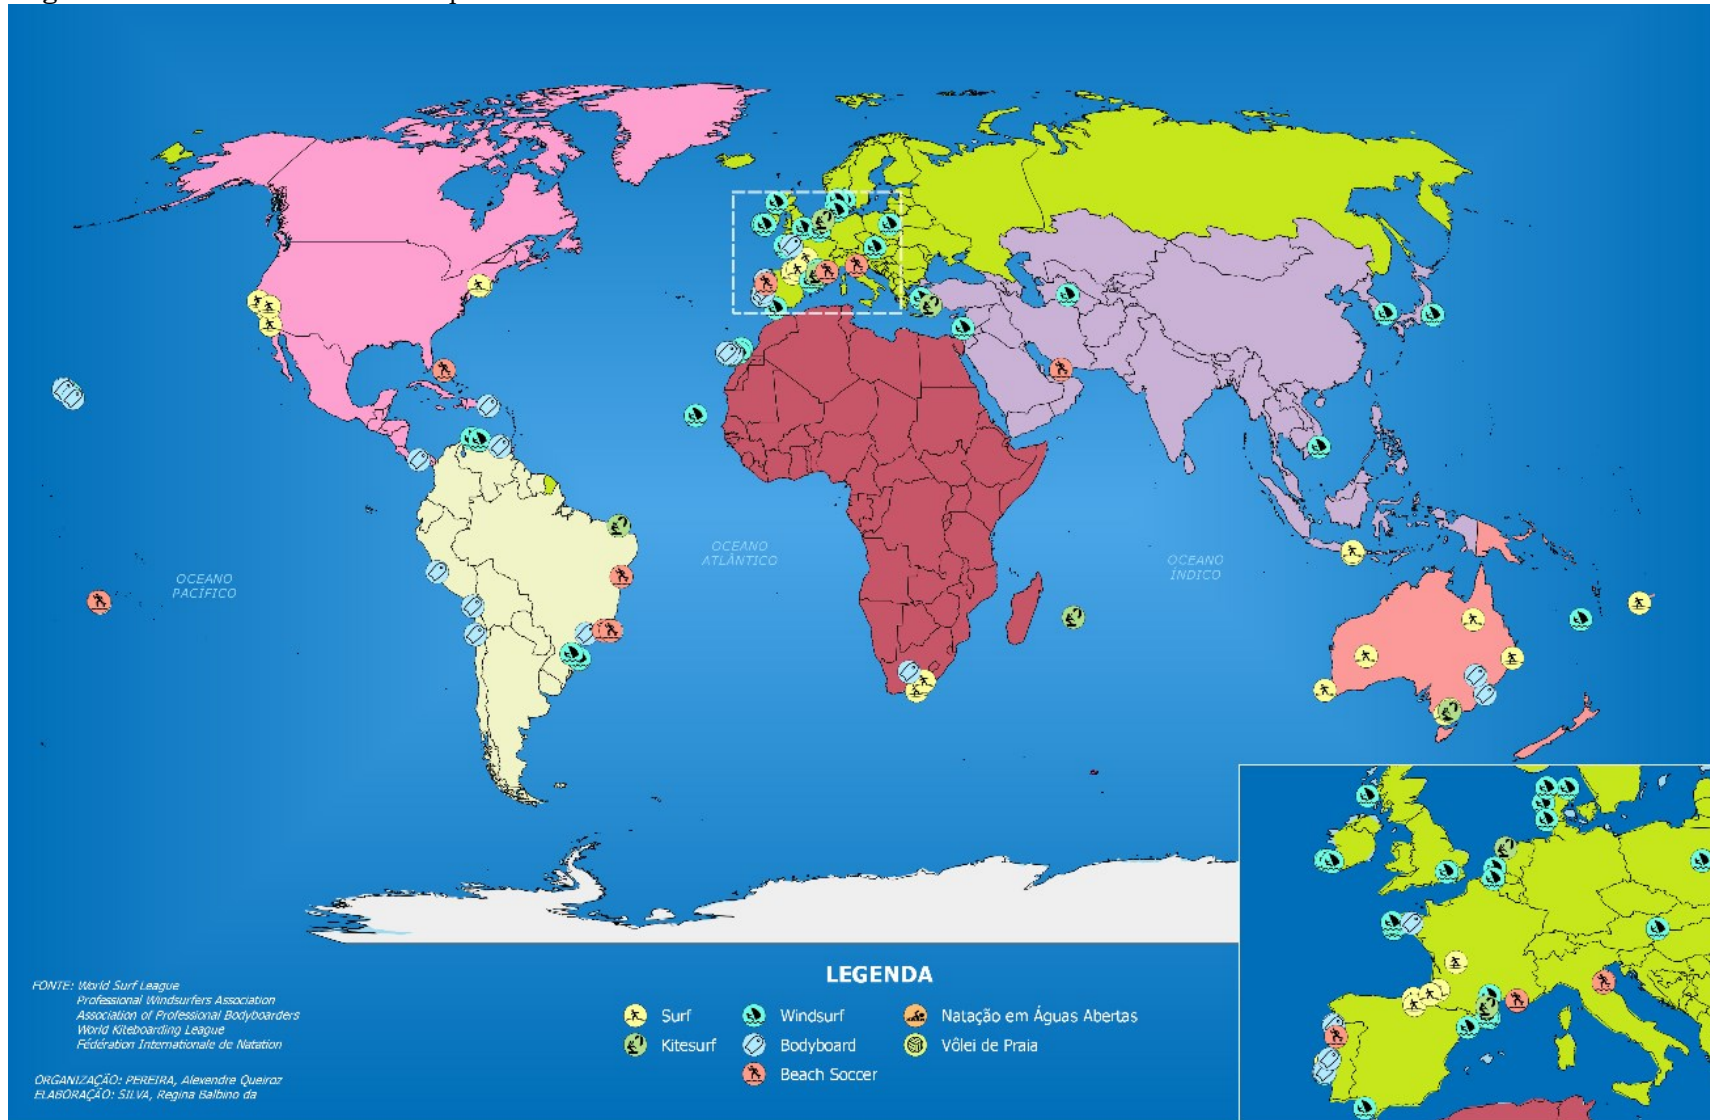 OCEANO
PACÍFICO
OCEANO
ATLÂNTICO
OCEANO
ÍNDICO
LEGENDA
Surf
Kitesurf
Windsurf
Bodyboard
Beach Soccer
Natação em Águas Abertas
Vôlei de Praia
FONTE: World Surf League
Professional Windsurfers Association
Association of Professional Bodyboarders
World Kiteboarding League
Fédération Internationale de Natation
ORGANIZAÇÃO: PEREIRA, Alexendre Queiroz
ELABORAÇÃO: SILVA, Regina Balbino da